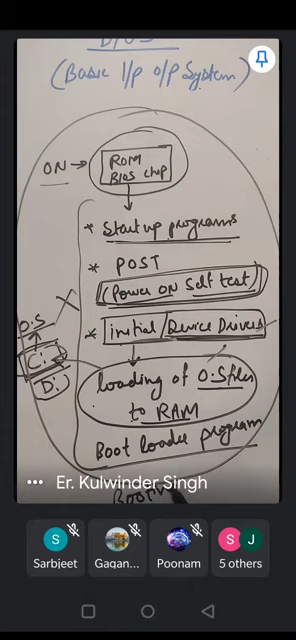 BIOS
(Basic I/p O/p System)
ON → ROM
BIOS chip
* Start up programs
* POST
(Power ON Self test)
O.S
* initial / Device Drivers
C:
D:
loading of O.S files
to RAM
Boot loader program
••• Er. Kulwinder Singh
S
S J
Sarbjeet
Gagan...
Poonam
5 others